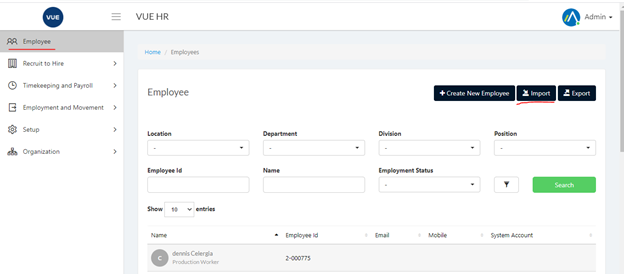 VUE
VUE HR
Admin
Employee
Recruit to Hire
Timekeeping and Payroll
Employment and Movement
Setup
Organization
Home / Employees
Employee
Create New Employee
Import
Export
Location
Department
Division
Position
-
-
-
-
Employee Id
Name
Employment Status
-
Search
Show 10 entries
Name
Employee Id
Email
Mobile
System Account
C
dennis Celergia
Production Worker
2-000775